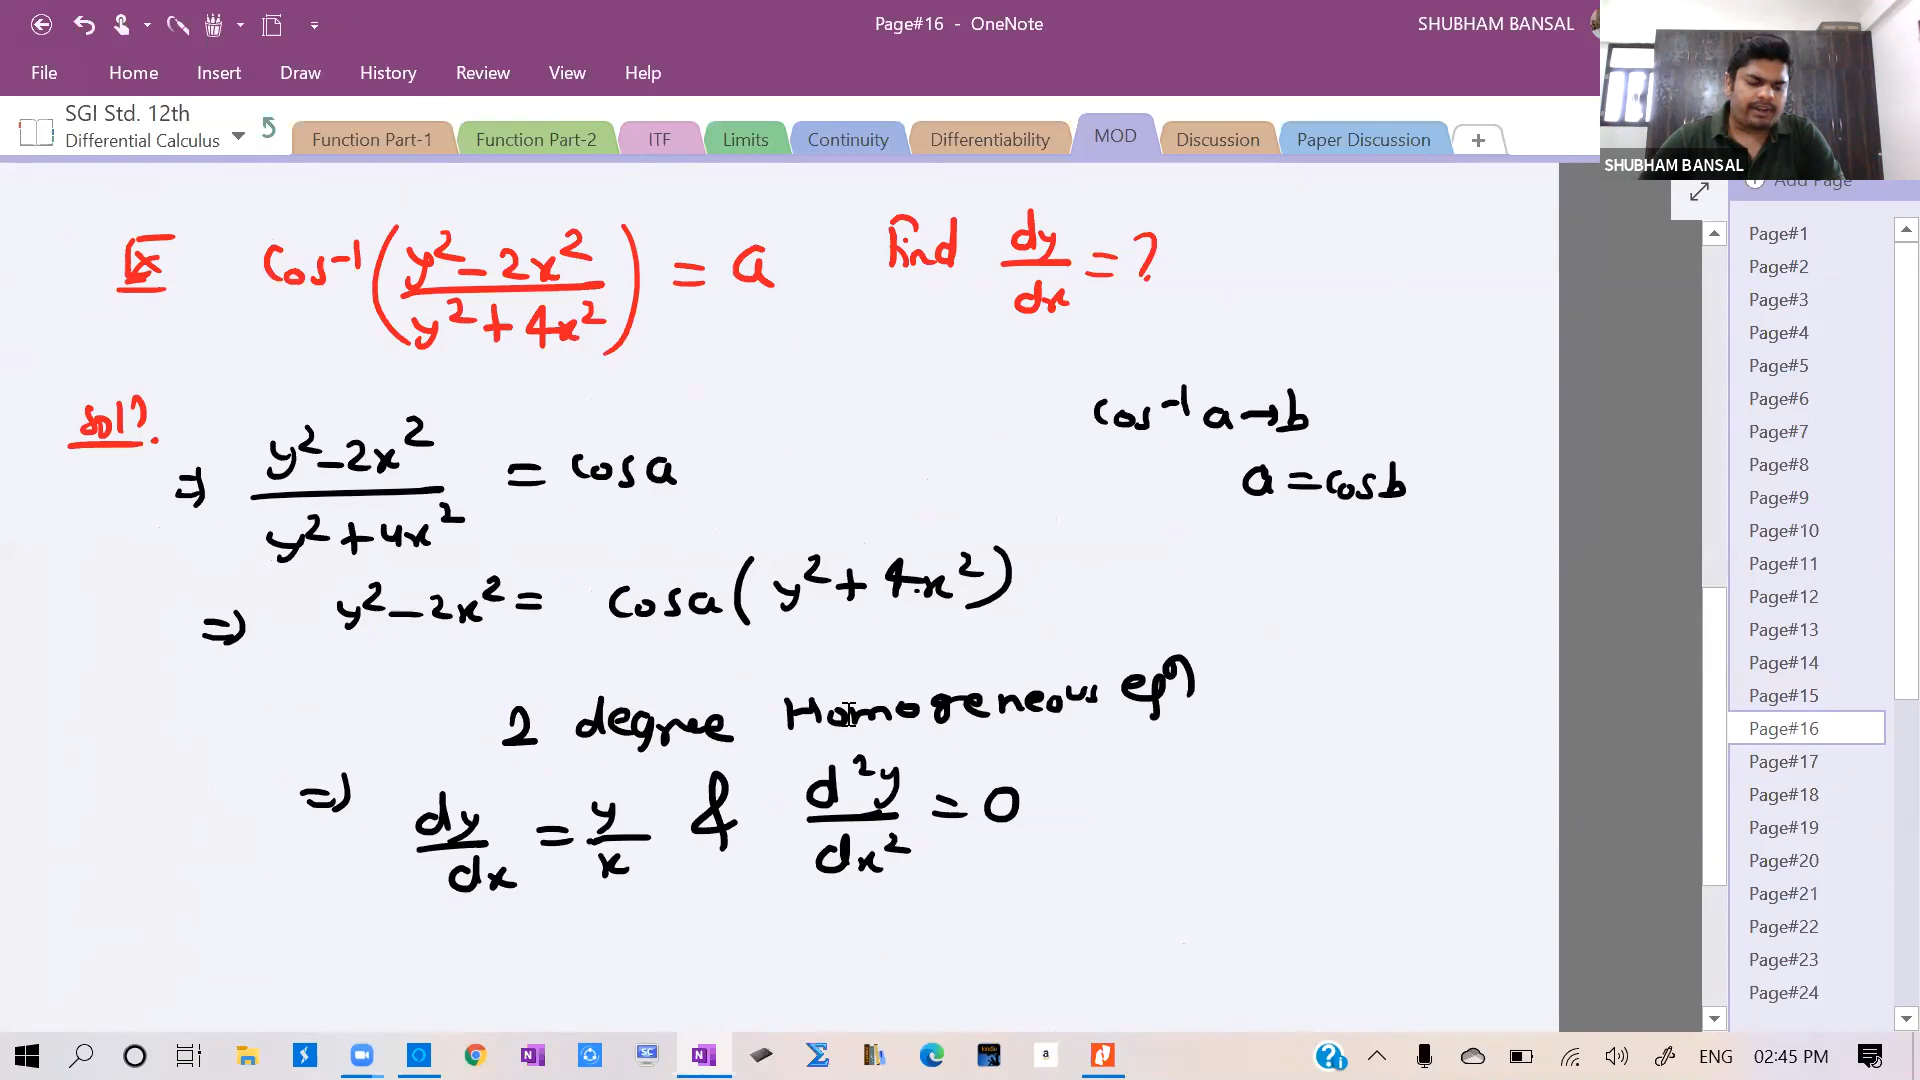 Page#16 - OneNote
SHUBHAM BANSAL
File Home Insert Draw History Review View Help
SGI Std. 12th
Differential Calculus
Function Part-1 Function Part-2 ITF Limits Continuity Differentiability MOD Discussion Paper Discussion +
SHUBHAM BANSAL
Add Page
Ex cos⁻¹((y² - 2x²)/(y² + 4x²)) = a Find dy/dx = ?
Solⁿ.
⇒ (y² - 2x²)/(y² + 4x²) = cos a
cos⁻¹ a → b
a = cos b
⇒ y² - 2x² = cos a (y² + 4x²)
2 degree Homogeneous eqⁿ
⇒ dy/dx = y/x & d²y/dx² = 0
Page#1
Page#2
Page#3
Page#4
Page#5
Page#6
Page#7
Page#8
Page#9
Page#10
Page#11
Page#12
Page#13
Page#14
Page#15
Page#16
Page#17
Page#18
Page#19
Page#20
Page#21
Page#22
Page#23
Page#24
ENG 02:45 PM